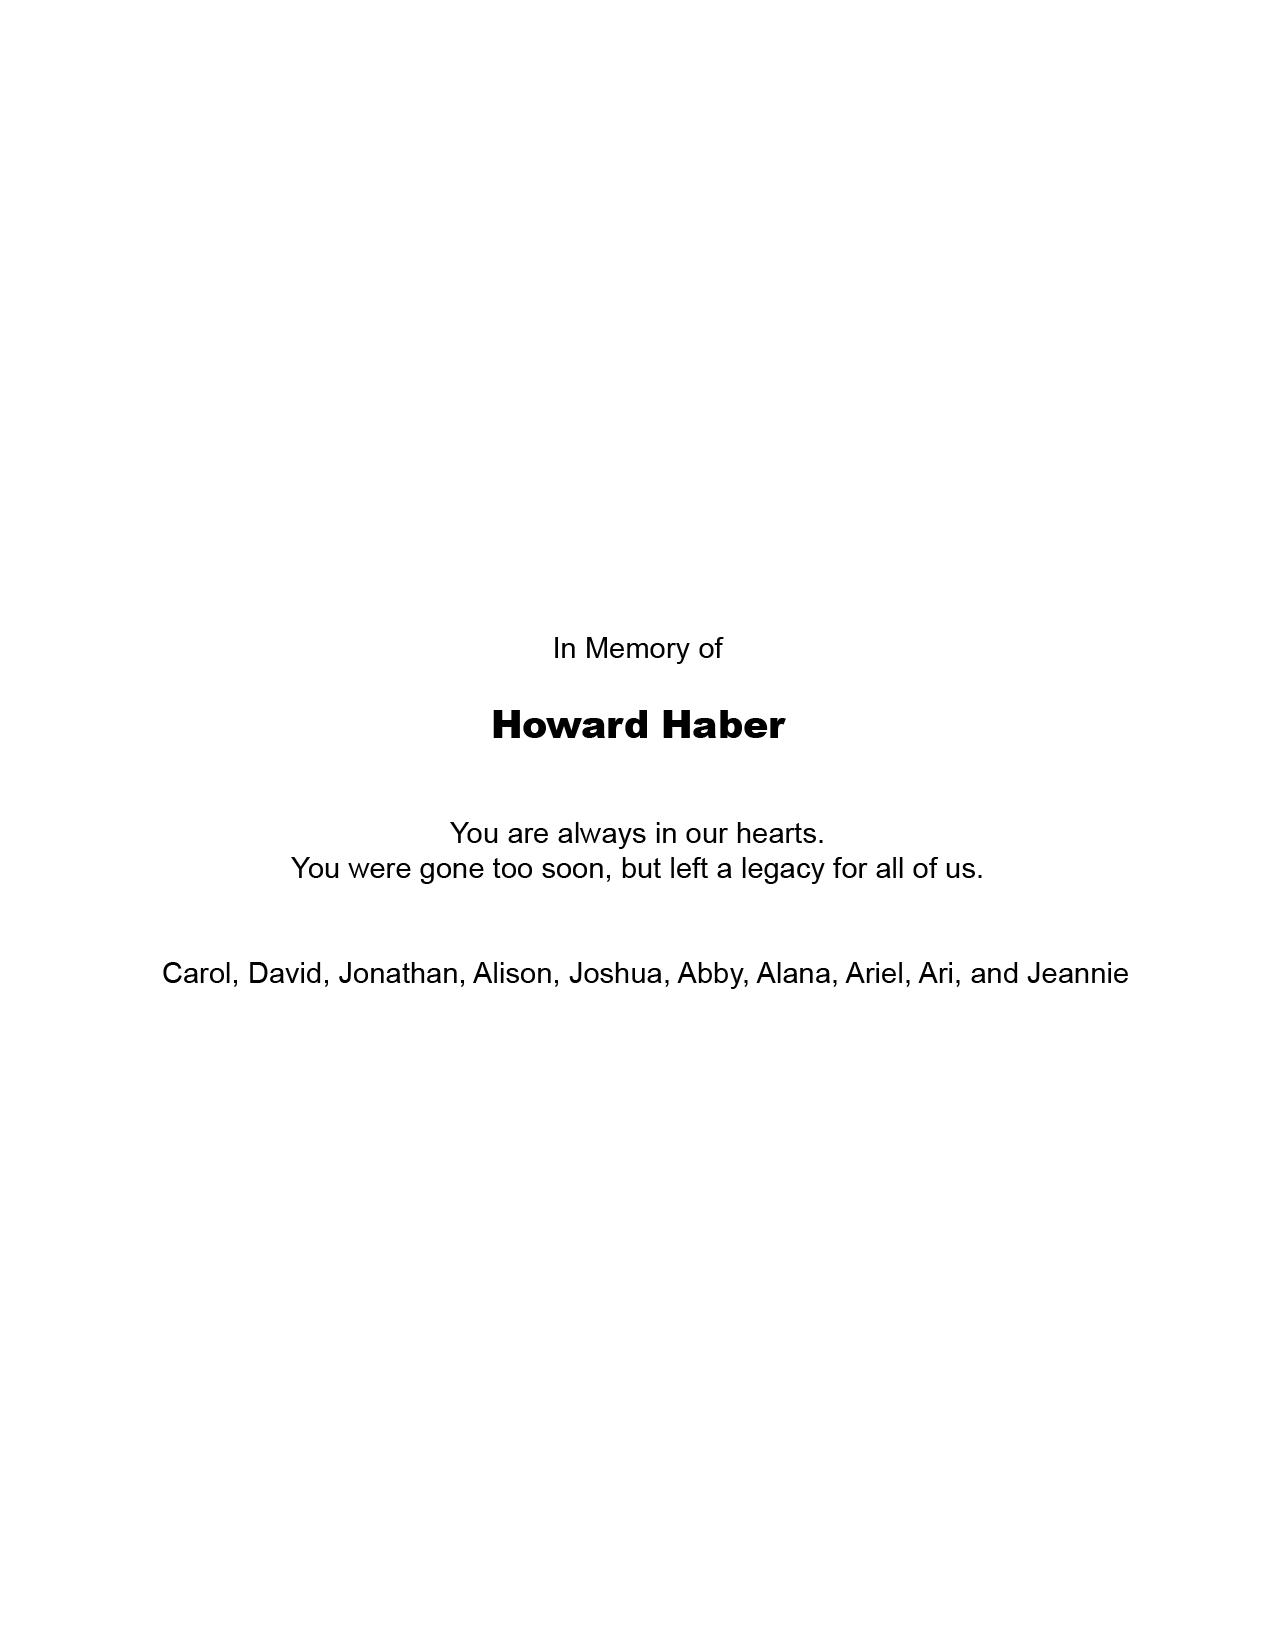 In Memory of
Howard Haber
You are always in our hearts.
You were gone too soon, but left a legacy for all of us.
Carol, David, Jonathan, Alison, Joshua, Abby, Alana, Ariel, Ari, and Jeannie